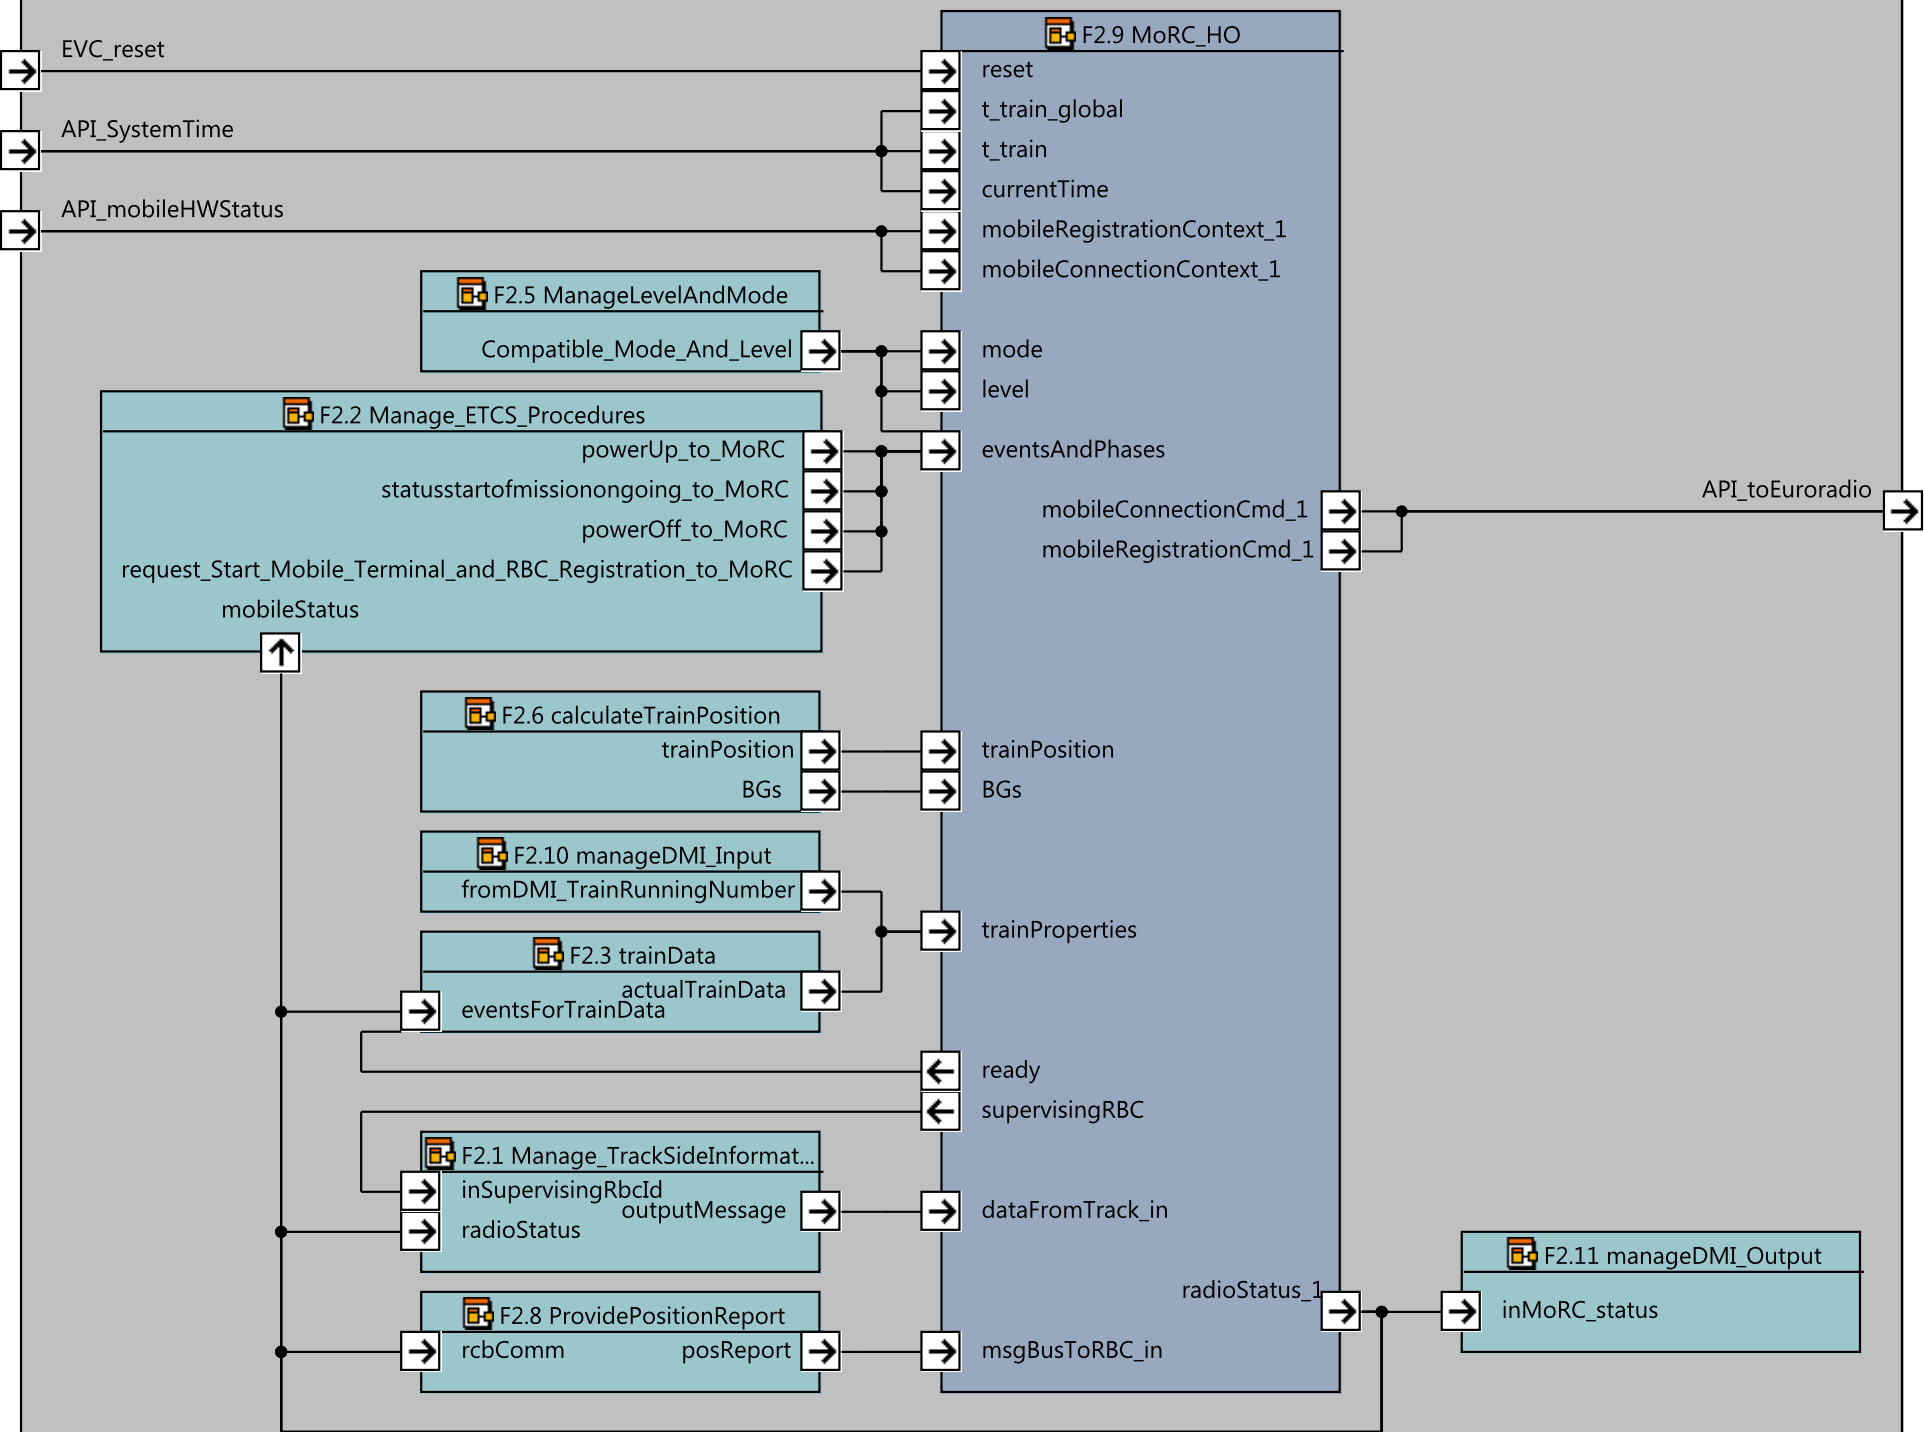 F2.9 MoRC_HO
EVC_reset
reset
t_train_global
API_SystemTime
t_train
currentTime
API_mobileHWStatus
mobileRegistrationContext_1
mobileConnectionContext_1
F2.5 ManageLevelAndMode
Compatible_Mode_And_Level
mode
level
F2.2 Manage_ETCS_Procedures
powerUp_to_MoRC
eventsAndPhases
statusstartofmissionongoing_to_MoRC
API_toEuroradio
mobileConnectionCmd_1
powerOff_to_MoRC
mobileRegistrationCmd_1
request_Start_Mobile_Terminal_and_RBC_Registration_to_MoRC
mobileStatus
F2.6 calculateTrainPosition
trainPosition
trainPosition
BGs
BGs
F2.10 manageDMI_Input
fromDMI_TrainRunningNumber
trainProperties
F2.3 trainData
actualTrainData
eventsForTrainData
ready
supervisingRBC
F2.1 Manage_TrackSideInformat...
inSupervisingRbcId
outputMessage
dataFromTrack_in
radioStatus
F2.11 manageDMI_Output
radioStatus_1
inMoRC_status
F2.8 ProvidePositionReport
rcbComm
posReport
msgBusToRBC_in